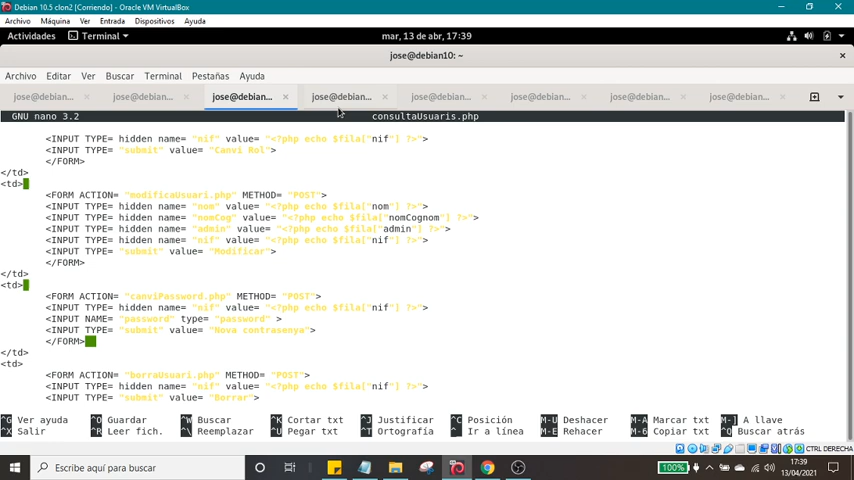 Debian 10.5 clon2 [Corriendo] - Oracle VM VirtualBox
Archivo Máquina Ver Entrada Dispositivos Ayuda
Actividades Terminal mar, 13 de abr, 17:39
jose@debian10: ~
Archivo Editar Ver Buscar Terminal Pestañas Ayuda
jose@debian... jose@debian... jose@debian... jose@debian... jose@debian... jose@debian... jose@debian... jose@debian...
GNU nano 3.2 consultaUsuaris.php
<INPUT TYPE= hidden name= "nif" value= "<?php echo $fila["nif"] ?>">
<INPUT TYPE= "submit" value= "Canvi Rol">
</FORM>
</td>
<td>
<FORM ACTION= "modificaUsuari.php" METHOD= "POST">
<INPUT TYPE= hidden name= "nom" value= "<?php echo $fila["nom"] ?>">
<INPUT TYPE= hidden name= "nomCog" value= "<?php echo $fila["nomCognom"] ?>">
<INPUT TYPE= hidden name= "admin" value= "<?php echo $fila["admin"] ?>">
<INPUT TYPE= hidden name= "nif" value= "<?php echo $fila["nif"] ?>">
<INPUT TYPE= "submit" value= "Modificar">
</FORM>
</td>
<td>
<FORM ACTION= "canviPassword.php" METHOD= "POST">
<INPUT TYPE= hidden name= "nif" value= "<?php echo $fila["nif"] ?>">
<INPUT NAME= "password" type= "password" >
<INPUT TYPE= "submit" value= "Nova contrasenya">
</FORM>
</td>
<td>
<FORM ACTION= "borraUsuari.php" METHOD= "POST">
<INPUT TYPE= hidden name= "nif" value= "<?php echo $fila["nif"] ?>">
<INPUT TYPE= "submit" value= "Borrar">
^G Ver ayuda ^O Guardar ^W Buscar ^K Cortar txt ^J Justificar ^C Posición M-U Deshacer M-A Marcar txt M-] A llave
^X Salir ^R Leer fich. ^\ Reemplazar ^U Pegar txt ^T Ortografía ^_ Ir a línea M-E Rehacer M-6 Copiar txt ^Q Buscar atrás
CTRL DERECHA
Escribe aquí para buscar
100%
17:39
13/04/2021